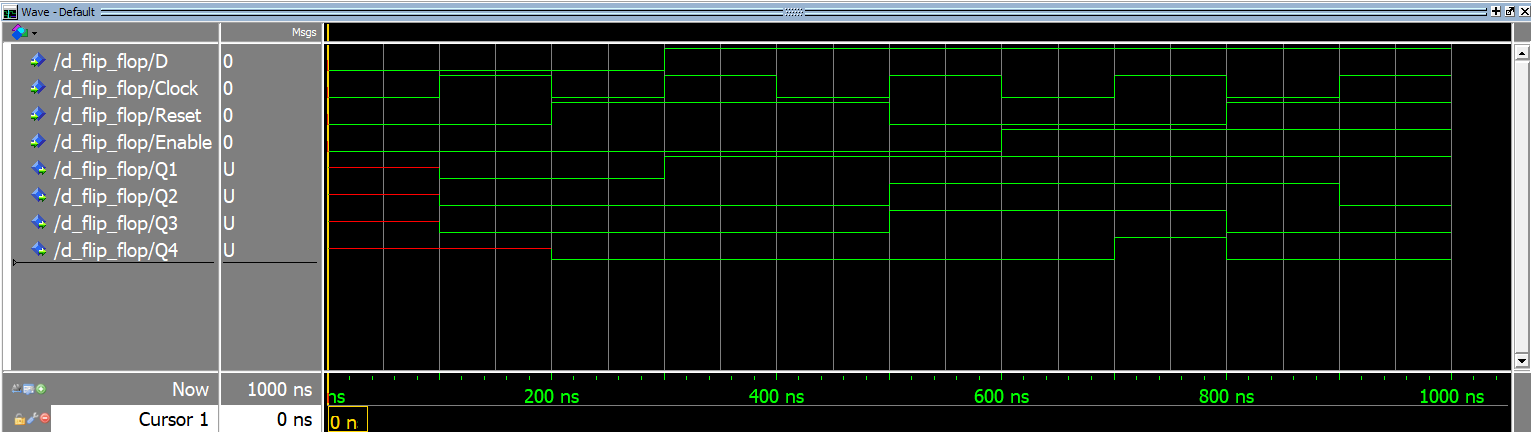 Wave - Default
Msgs
/d_flip_flop/D 0
/d_flip_flop/Clock 0
/d_flip_flop/Reset 0
/d_flip_flop/Enable 0
/d_flip_flop/Q1 U
/d_flip_flop/Q2 U
/d_flip_flop/Q3 U
/d_flip_flop/Q4 U
Now 1000 ns
ns 200 ns 400 ns 600 ns 800 ns 1000 ns
Cursor 1 0 ns
0 n